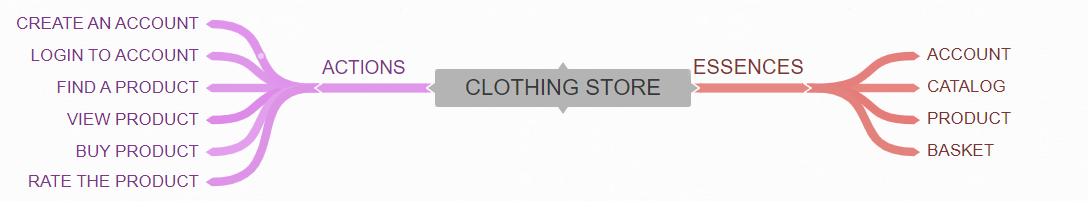 CREATE AN ACCOUNT
LOGIN TO ACCOUNT
FIND A PRODUCT
VIEW PRODUCT
BUY PRODUCT
RATE THE PRODUCT
ACTIONS
CLOTHING STORE
ESSENCES
ACCOUNT
CATALOG
PRODUCT
BASKET